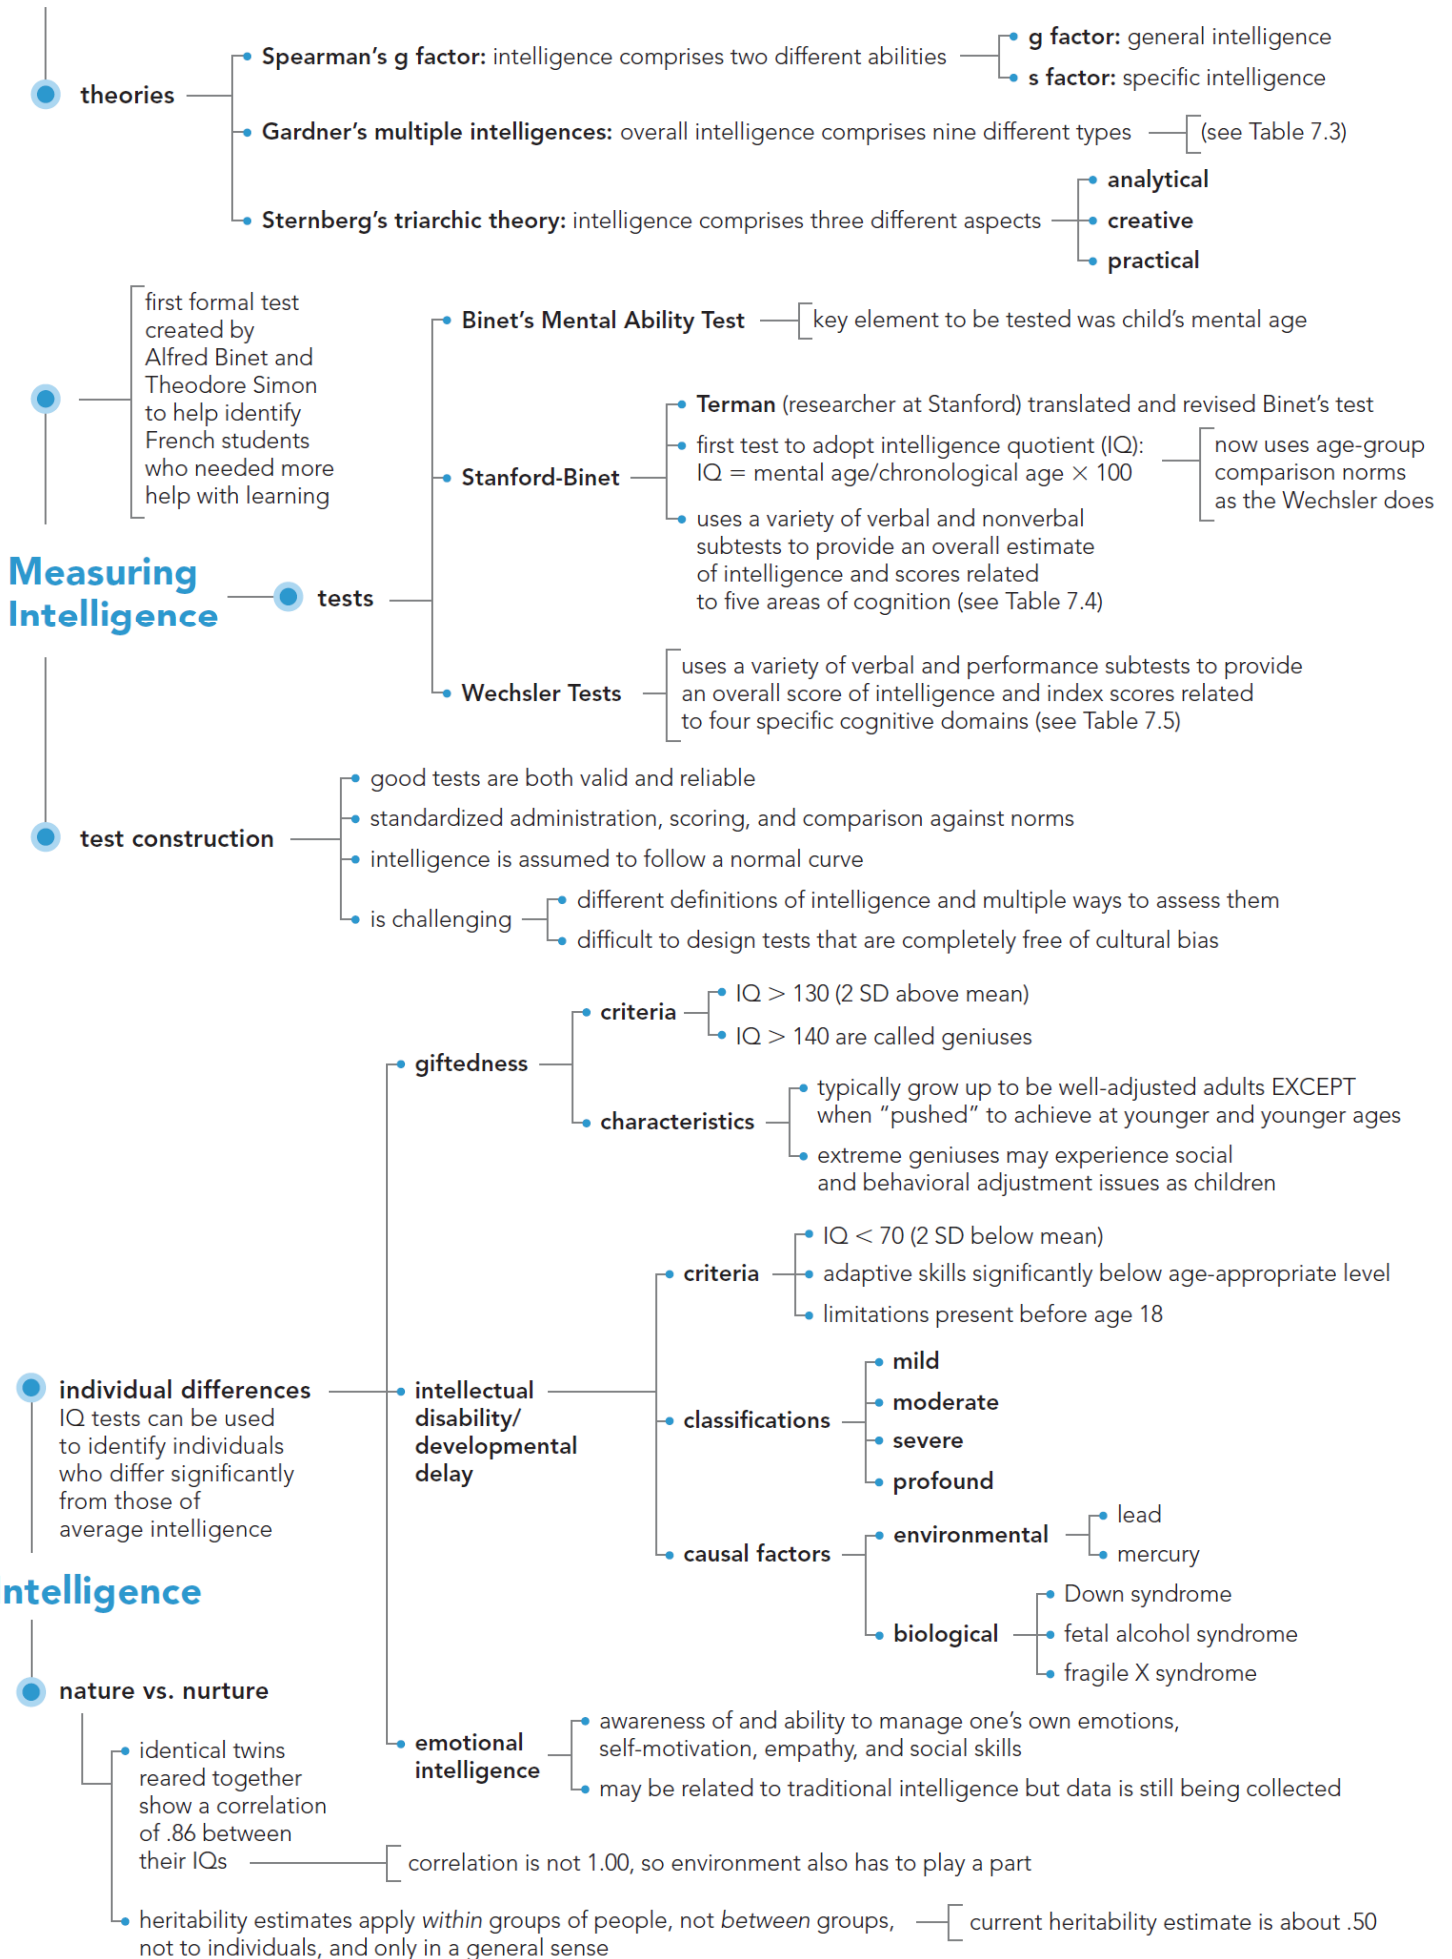 theories
Spearman's g factor: intelligence comprises two different abilities
g factor: general intelligence
s factor: specific intelligence
Gardner's multiple intelligences: overall intelligence comprises nine different types
(see Table 7.3)
Sternberg's triarchic theory: intelligence comprises three different aspects
analytical
creative
practical
first formal test
created by
Alfred Binet and
Theodore Simon
to help identify
French students
who needed more
help with learning
Measuring
Intelligence
tests
Binet's Mental Ability Test
key element to be tested was child's mental age
Stanford-Binet
Terman (researcher at Stanford) translated and revised Binet's test
first test to adopt intelligence quotient (IQ):
IQ = mental age/chronological age × 100
now uses age-group
comparison norms
as the Wechsler does
uses a variety of verbal and nonverbal
subtests to provide an overall estimate
of intelligence and scores related
to five areas of cognition (see Table 7.4)
Wechsler Tests
uses a variety of verbal and performance subtests to provide
an overall score of intelligence and index scores related
to four specific cognitive domains (see Table 7.5)
test construction
good tests are both valid and reliable
standardized administration, scoring, and comparison against norms
intelligence is assumed to follow a normal curve
is challenging
different definitions of intelligence and multiple ways to assess them
difficult to design tests that are completely free of cultural bias
individual differences
IQ tests can be used
to identify individuals
who differ significantly
from those of
average intelligence
giftedness
criteria
IQ > 130 (2 SD above mean)
IQ > 140 are called geniuses
characteristics
typically grow up to be well-adjusted adults EXCEPT
when "pushed" to achieve at younger and younger ages
extreme geniuses may experience social
and behavioral adjustment issues as children
intellectual
disability/
developmental
delay
criteria
IQ < 70 (2 SD below mean)
adaptive skills significantly below age-appropriate level
limitations present before age 18
classifications
mild
moderate
severe
profound
causal factors
environmental
lead
mercury
biological
Down syndrome
fetal alcohol syndrome
fragile X syndrome
emotional
intelligence
awareness of and ability to manage one's own emotions,
self-motivation, empathy, and social skills
may be related to traditional intelligence but data is still being collected
ntelligence
nature vs. nurture
identical twins
reared together
show a correlation
of .86 between
their IQs
correlation is not 1.00, so environment also has to play a part
heritability estimates apply within groups of people, not between groups,
not to individuals, and only in a general sense
current heritability estimate is about .50